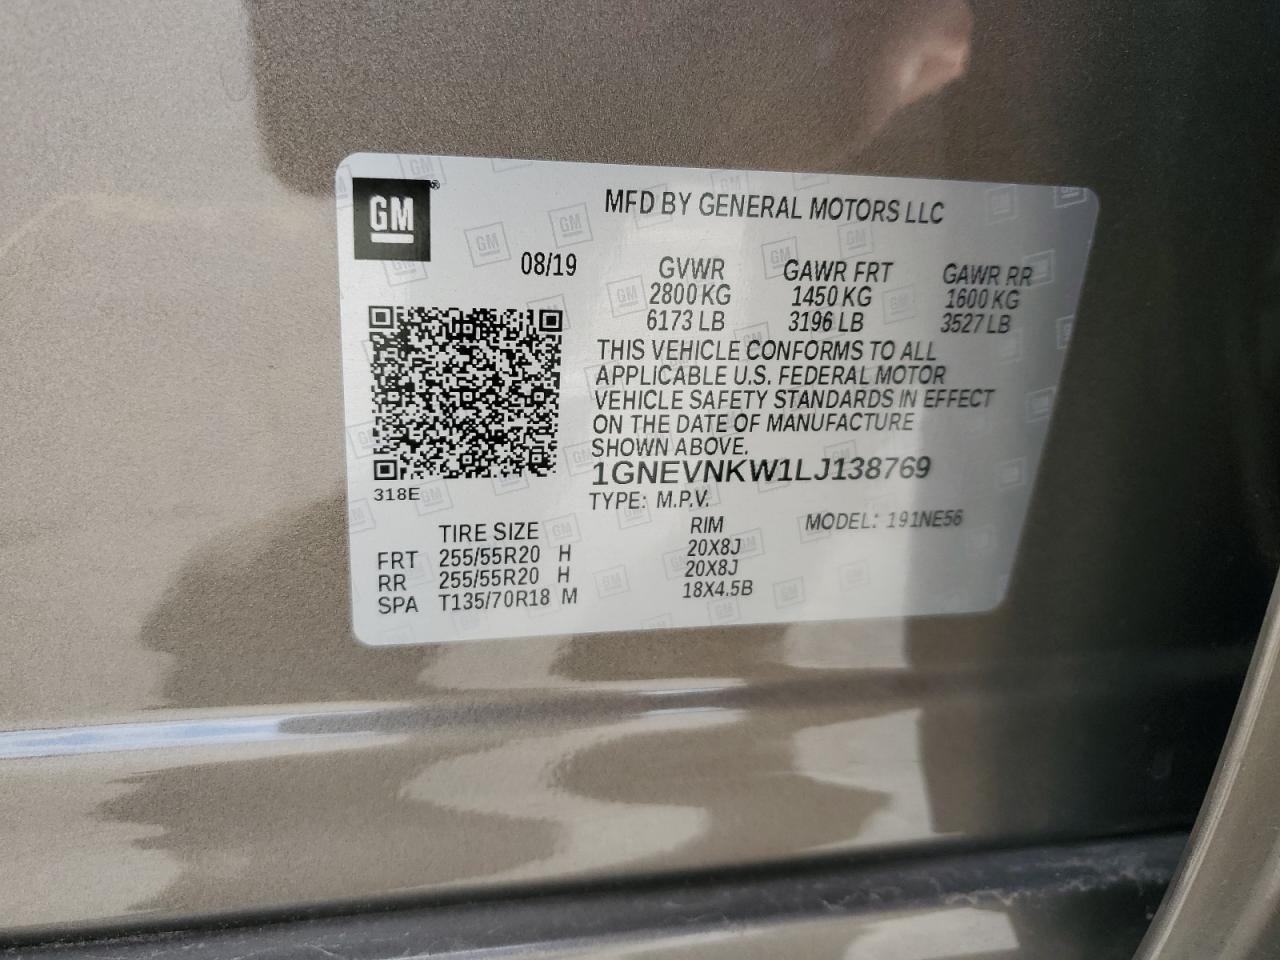 GM®
MFD BY GENERAL MOTORS LLC
08/19
GVWR GAWR FRT GAWR RR
2800 KG 1450 KG 1600 KG
6173 LB 3196 LB 3527 LB
THIS VEHICLE CONFORMS TO ALL
APPLICABLE U.S. FEDERAL MOTOR
VEHICLE SAFETY STANDARDS IN EFFECT
ON THE DATE OF MANUFACTURE
SHOWN ABOVE.
1GNEVNKW1LJ138769
318E
TYPE: M.P.V.
MODEL: 191NE56
TIRE SIZE RIM
FRT 255/55R20 H 20X8J
RR 255/55R20 H 20X8J
SPA T135/70R18 M 18X4.5B